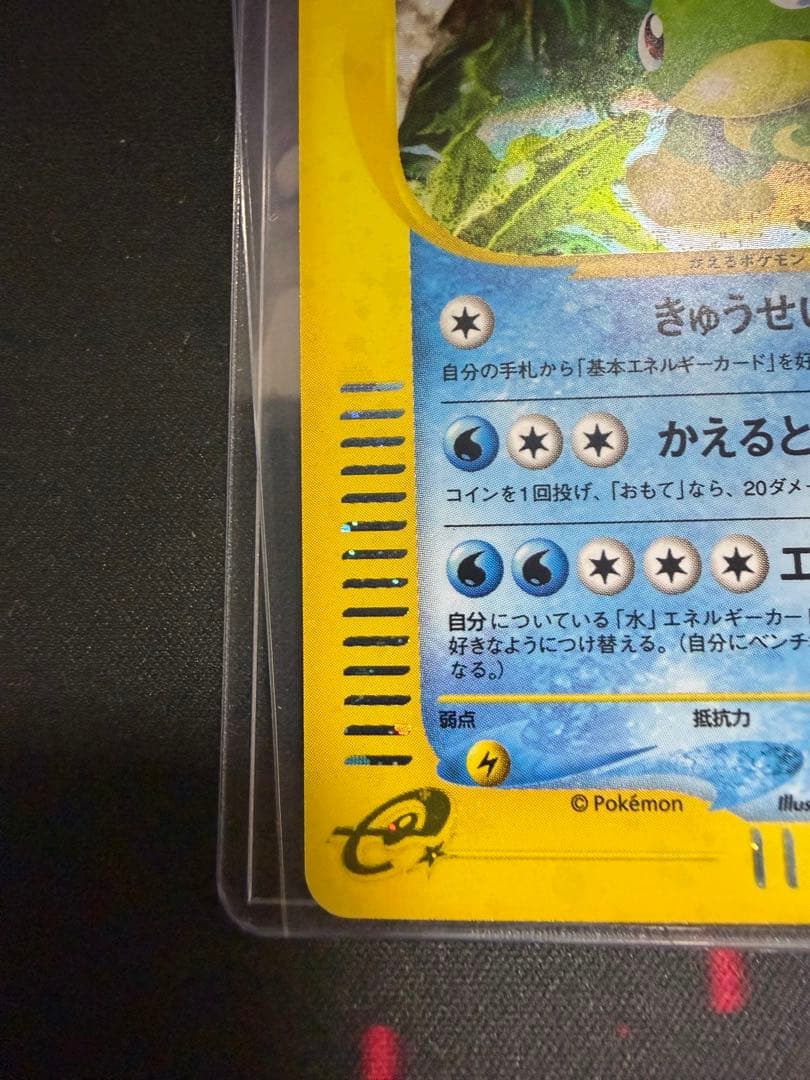 かえるポケモン
きゅうせい
自分の手札から「基本エネルギーカード」を好
かえると
コインを1回投げ、「おもて」なら、20ダメー
エ
自分についている「水」エネルギーカー
好きなようにつけ替える。（自分にベンチ
なる。）
弱点 抵抗力
© Pokémon Illus
e